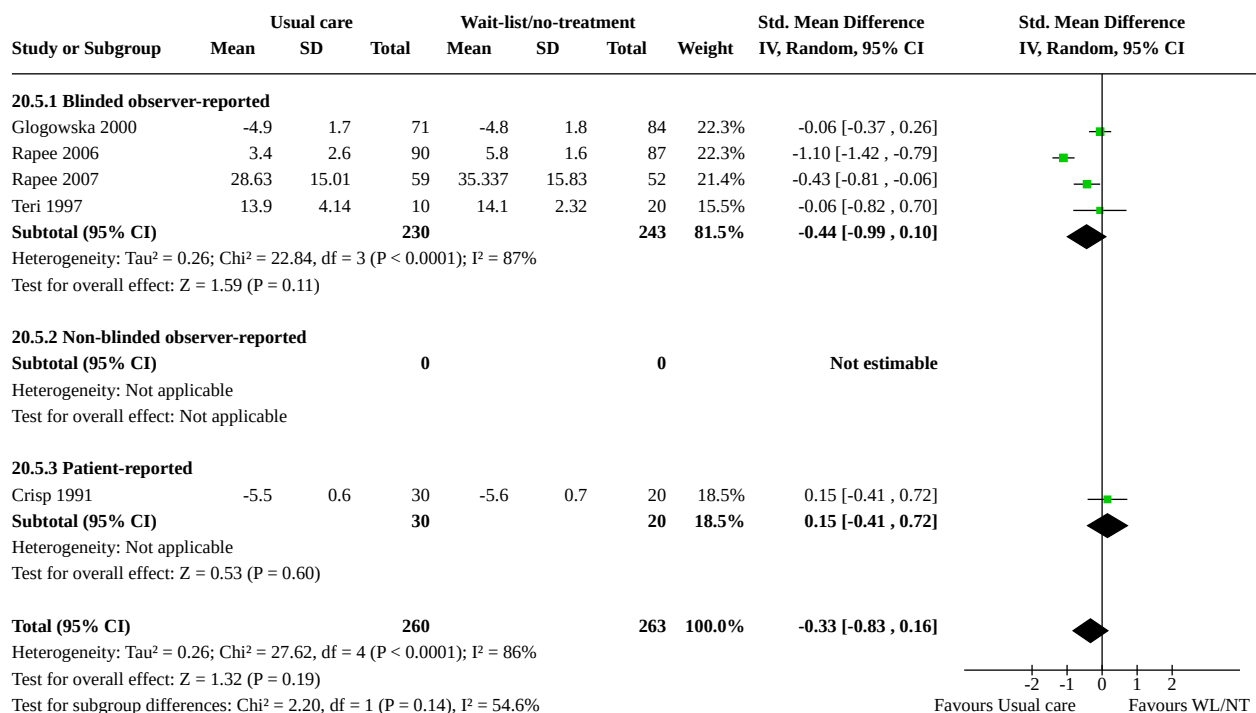 Usual care Wait-list/no-treatment Std. Mean Difference Std. Mean Difference
Study or Subgroup Mean SD Total Mean SD Total Weight IV, Random, 95% CI IV, Random, 95% CI
20.5.1 Blinded observer-reported
Glogowska 2000 -4.9 1.7 71 -4.8 1.8 84 22.3% -0.06 [-0.37 , 0.26]
Rapee 2006 3.4 2.6 90 5.8 1.6 87 22.3% -1.10 [-1.42 , -0.79]
Rapee 2007 28.63 15.01 59 35.337 15.83 52 21.4% -0.43 [-0.81 , -0.06]
Teri 1997 13.9 4.14 10 14.1 2.32 20 15.5% -0.06 [-0.82 , 0.70]
Subtotal (95% CI) 230 243 81.5% -0.44 [-0.99 , 0.10]
Heterogeneity: Tau² = 0.26; Chi² = 22.84, df = 3 (P < 0.0001); I² = 87%
Test for overall effect: Z = 1.59 (P = 0.11)
20.5.2 Non-blinded observer-reported
Subtotal (95% CI) 0 0 Not estimable
Heterogeneity: Not applicable
Test for overall effect: Not applicable
20.5.3 Patient-reported
Crisp 1991 -5.5 0.6 30 -5.6 0.7 20 18.5% 0.15 [-0.41 , 0.72]
Subtotal (95% CI) 30 20 18.5% 0.15 [-0.41 , 0.72]
Heterogeneity: Not applicable
Test for overall effect: Z = 0.53 (P = 0.60)
Total (95% CI) 260 263 100.0% -0.33 [-0.83 , 0.16]
Heterogeneity: Tau² = 0.26; Chi² = 27.62, df = 4 (P < 0.0001); I² = 86%
Test for overall effect: Z = 1.32 (P = 0.19) -2 -1 0 1 2
Test for subgroup differences: Chi² = 2.20, df = 1 (P = 0.14), I² = 54.6% Favours Usual care Favours WL/NT